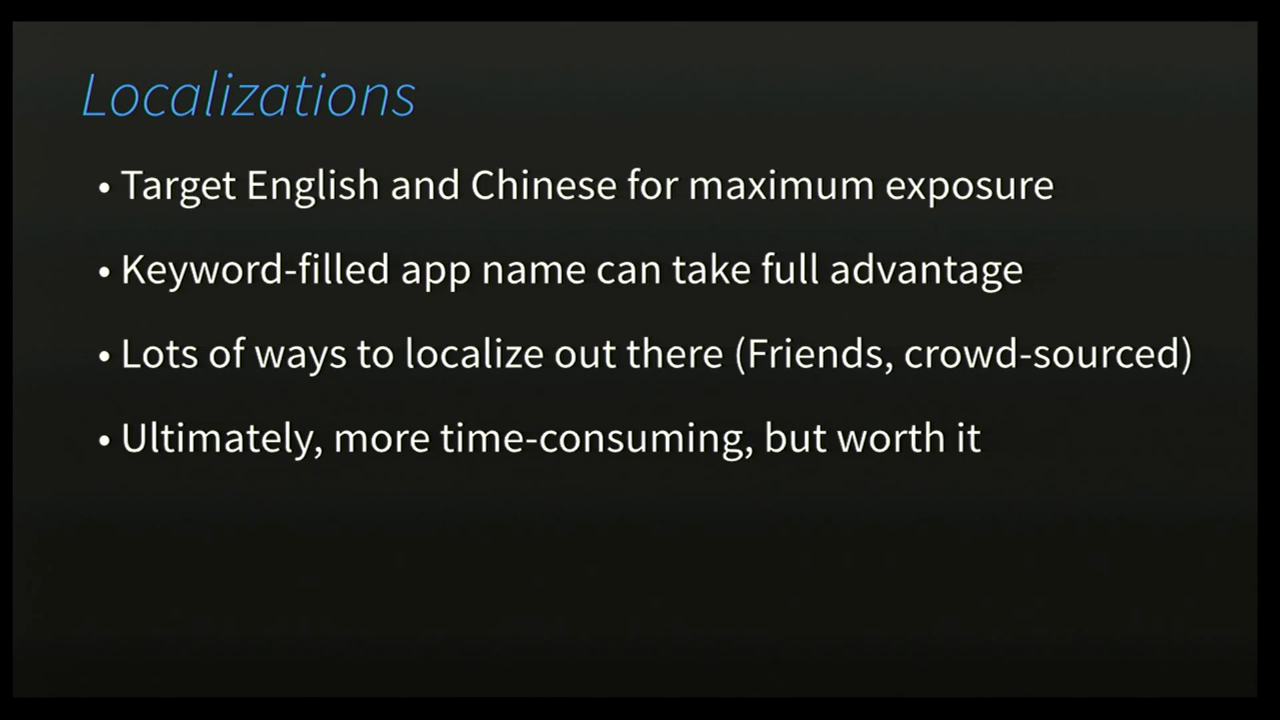 Localizations
• Target English and Chinese for maximum exposure
• Keyword-filled app name can take full advantage
• Lots of ways to localize out there (Friends, crowd-sourced)
• Ultimately, more time-consuming, but worth it